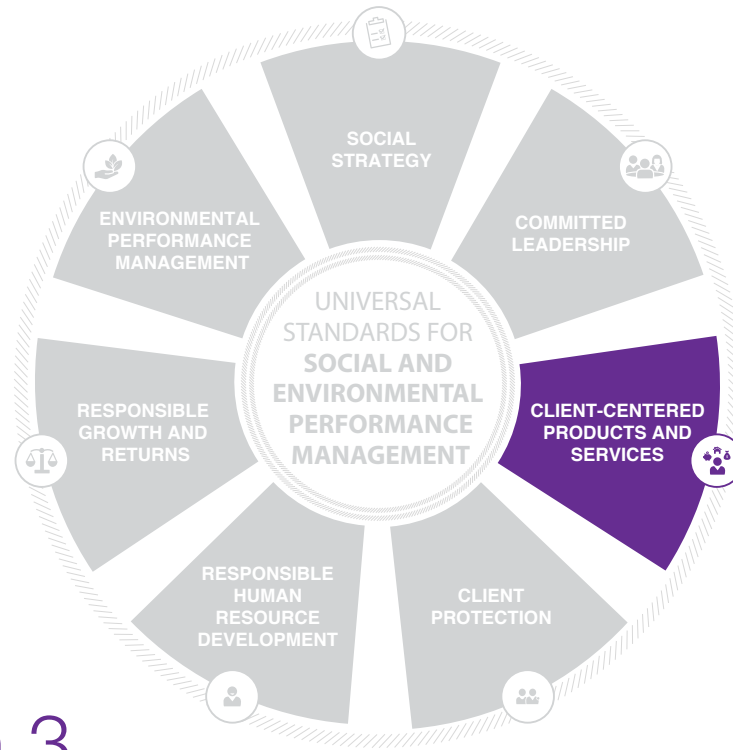 SOCIAL
STRATEGY
COMMITTED
LEADERSHIP
CLIENT-CENTERED
PRODUCTS AND
SERVICES
CLIENT
PROTECTION
RESPONSIBLE
HUMAN
RESOURCE
DEVELOPMENT
RESPONSIBLE
GROWTH AND
RETURNS
ENVIRONMENTAL
PERFORMANCE
MANAGEMENT
UNIVERSAL
STANDARDS FOR
SOCIAL AND
ENVIRONMENTAL
PERFORMANCE
MANAGEMENT
3